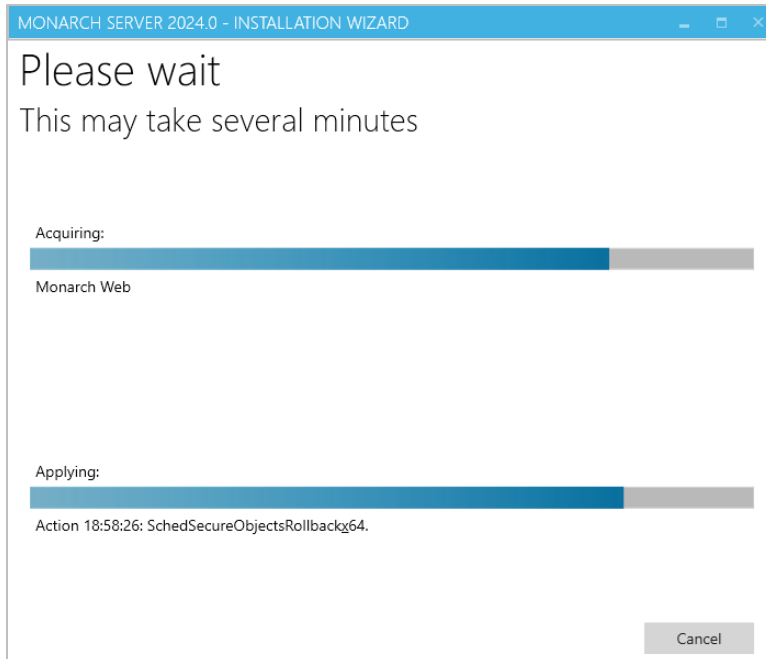 MONARCH SERVER 2024.0 - INSTALLATION WIZARD
Please wait
This may take several minutes
Acquiring:
Monarch Web
Applying:
Action 18:58:26: SchedSecureObjectsRollbackx64.
Cancel